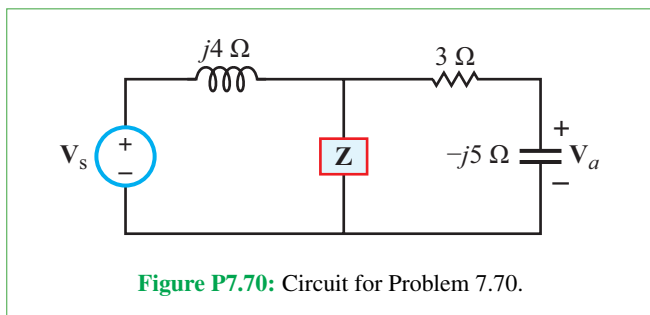 j4 Ω
3 Ω
+
V_s
+
−
Z
−j5 Ω
V_a
−
Figure P7.70: Circuit for Problem 7.70.